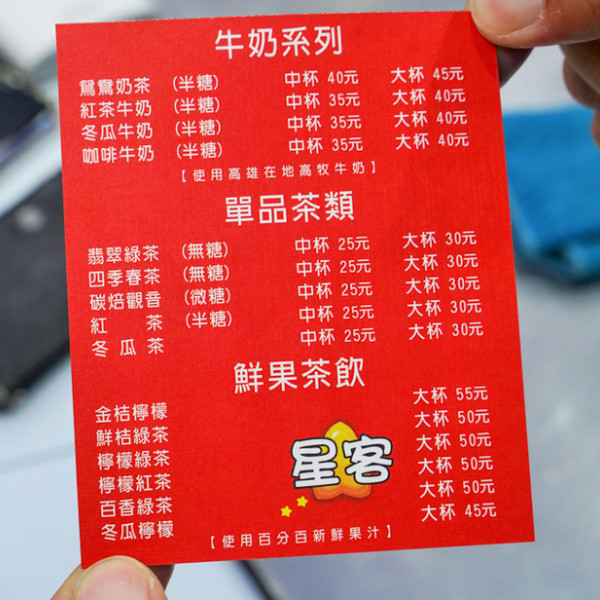 牛奶系列
鴛鴦奶茶 (半糖) 中杯 40元 大杯 45元
紅茶牛奶 (半糖) 中杯 35元 大杯 40元
冬瓜牛奶 (半糖) 中杯 35元 大杯 40元
咖啡牛奶 (半糖) 中杯 35元 大杯 40元
【使用高雄在地高牧牛奶】
單品茶類
翡翠綠茶 (無糖) 中杯 25元 大杯 30元
四季春茶 (無糖) 中杯 25元 大杯 30元
碳焙觀音 (微糖) 中杯 25元 大杯 30元
紅茶 (半糖) 中杯 25元 大杯 30元
冬瓜茶 中杯 25元 大杯 30元
鮮果茶飲
金桔檸檬 大杯 55元
鮮桔綠茶 大杯 50元
檸檬綠茶 大杯 50元
檸檬紅茶 大杯 50元
百香綠茶 大杯 50元
冬瓜檸檬 大杯 45元
星客
【使用百分百新鮮果汁】